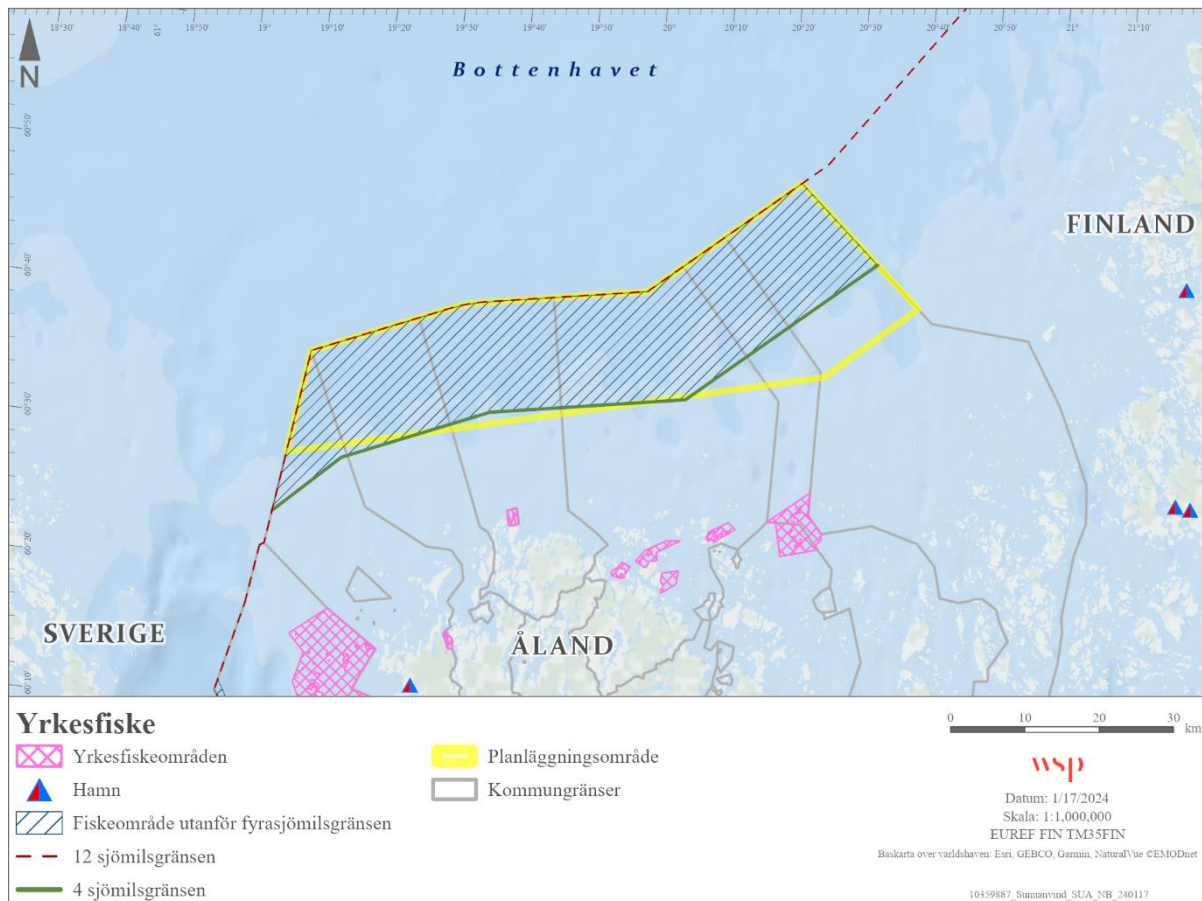 18°30' 18°40' 18°50' 19° 19°10' 19°20' 19°30' 19°40' 19°50' 20° 20°10' 20°20' 20°30' 20°40' 20°50' 21° 21°10'
61°
N
Bottenhavet
60°50'
FINLAND
60°40'
60°30'
60°20'
SVERIGE
ÅLAND
60°10'
Yrkesfiske
Yrkesfiskeområden
Hamn
Fiskeområde utanför fyrasjömilsgränsen
12 sjömilsgränsen
4 sjömilsgränsen
Planläggningsområde
Kommungränser
0 10 20 30
km
wsp
Datum: 1/17/2024
Skala: 1:1,000,000
EUREF FIN TM35FIN
Baskarta över världshaven: Esri, GEBCO, Garmin, NaturalVue ©EMODnet
10359887_Sunnanvind_SUA_NB_240117